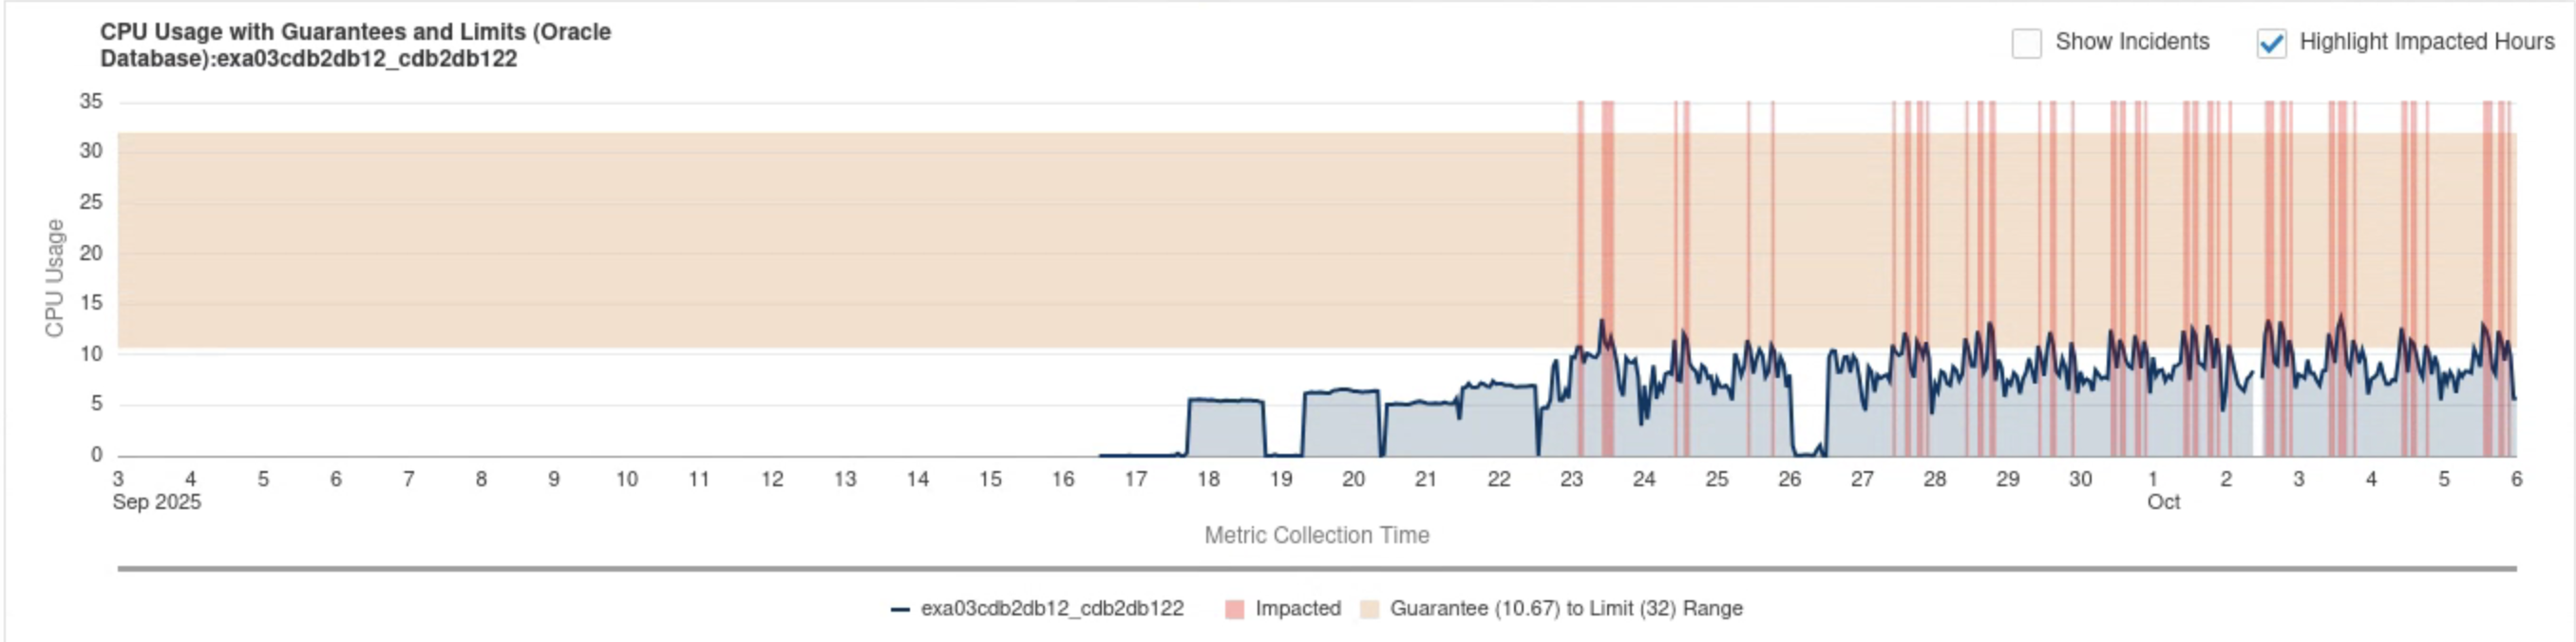 CPU Usage with Guarantees and Limits (Oracle
Database):exa03cdb2db12_cdb2db122
Show Incidents
Highlight Impacted Hours
35
30
25
20
15
10
5
0
CPU Usage
3 4 5 6 7 8 9 10 11 12 13 14 15 16 17 18 19 20 21 22 23 24 25 26 27 28 29 30 1 2 3 4 5 6
Sep 2025 Oct
Metric Collection Time
exa03cdb2db12_cdb2db122 Impacted Guarantee (10.67) to Limit (32) Range